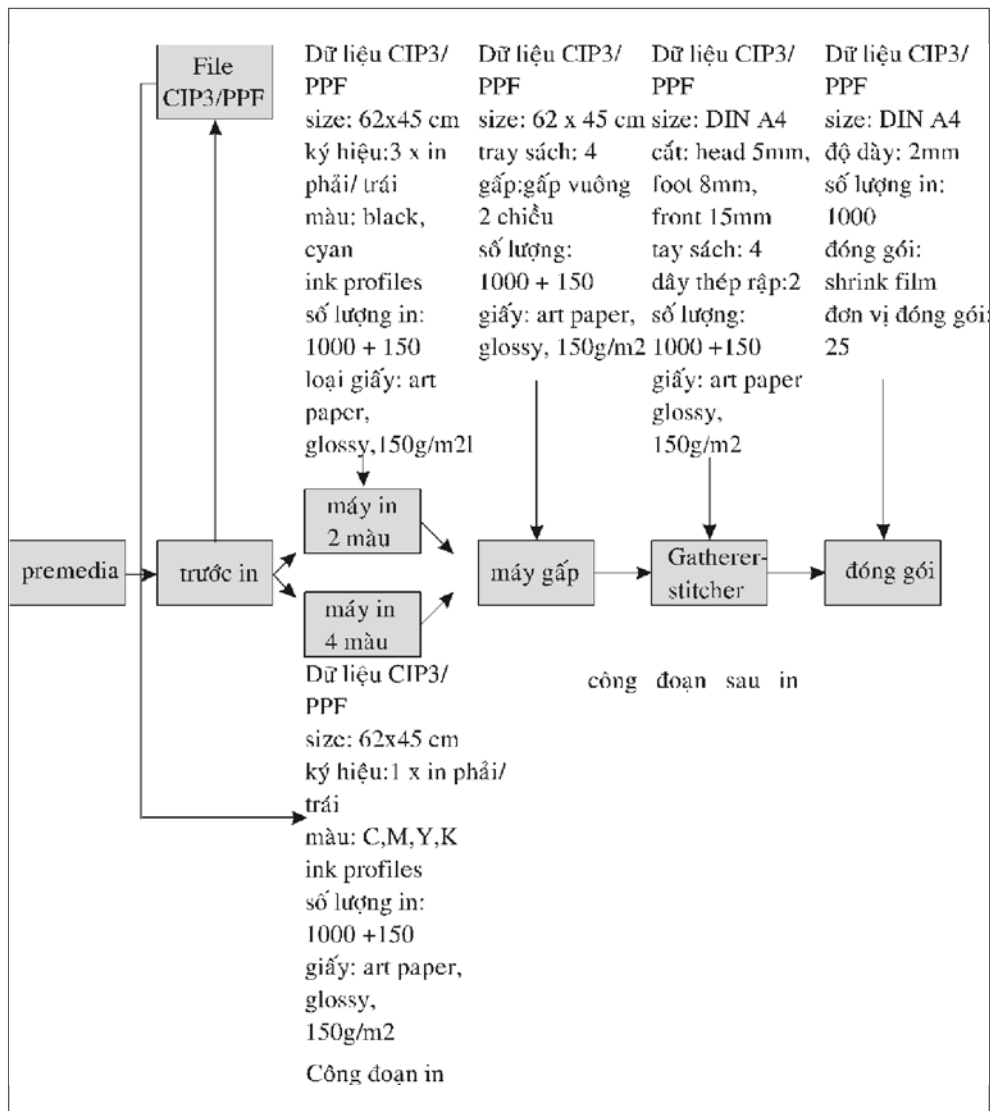 File
CIP3/PPF
Dữ liệu CIP3/
PPF
size: 62x45 cm
ký hiệu:3 x in
phải/ trái
màu: black,
cyan
ink profiles
số lượng in:
1000 + 150
loại giấy: art
paper,
glossy,150g/m2l
Dữ liệu CIP3/
PPF
size: 62 x 45 cm
tray sách: 4
gấp:gấp vuông
2 chiều
số lượng:
1000 + 150
giấy: art paper,
glossy, 150g/m2
Dữ liệu CIP3/
PPF
size: DIN A4
cắt: head 5mm,
foot 8mm,
front 15mm
tay sách: 4
dây thép rập:2
số lượng:
1000 +150
giấy: art paper
glossy,
150g/m2
Dữ liệu CIP3/
PPF
size: DIN A4
độ dày: 2mm
số lượng in:
1000
đóng gói:
shrink film
đơn vị đóng gói:
25
premedia
trước in
máy in
2 màu
máy in
4 màu
máy gấp
Gatherer-
stitcher
đóng gói
Dữ liệu CIP3/
PPF
size: 62x45 cm
ký hiệu:1 x in phải/
trái
màu: C,M,Y,K
ink profiles
số lượng in:
1000 +150
giấy: art paper,
glossy,
150g/m2
Công đoạn in
công đoạn sau in